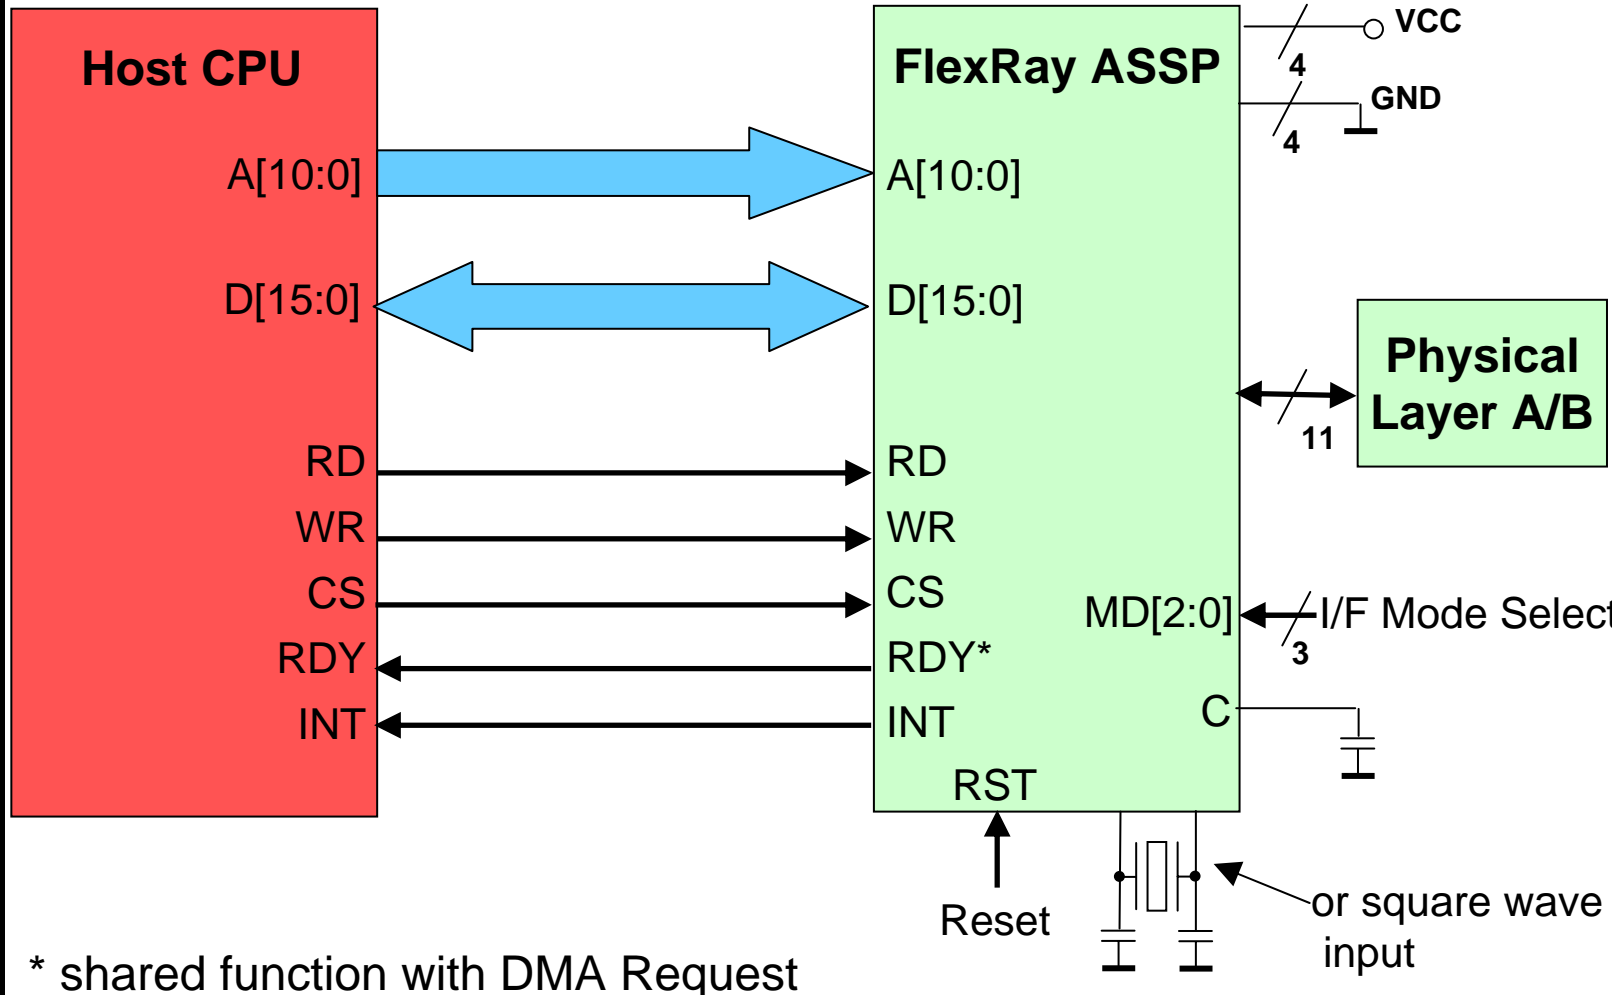 Host CPU
A[10:0]
D[15:0]
RD
WR
CS
RDY
INT
FlexRay ASSP
A[10:0]
D[15:0]
RD
WR
CS
RDY*
INT
RST
MD[2:0]
C
4
VCC
4
GND
11
Physical
Layer A/B
3
I/F Mode Select
Reset
or square wave
input
* shared function with DMA Request